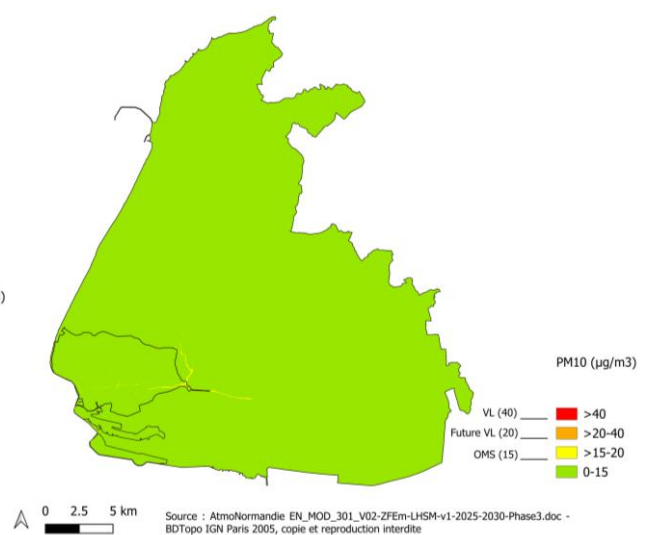 )
PM10 (µg/m3)
VL (40) >40
Future VL (20) >20-40
OMS (15) >15-20
0-15
0 2.5 5 km
Source : AtmoNormandie EN_MOD_301_V02-ZFEm-LHSM-v1-2025-2030-Phase3.doc -
BDTopo IGN Paris 2005, copie et reproduction interdite